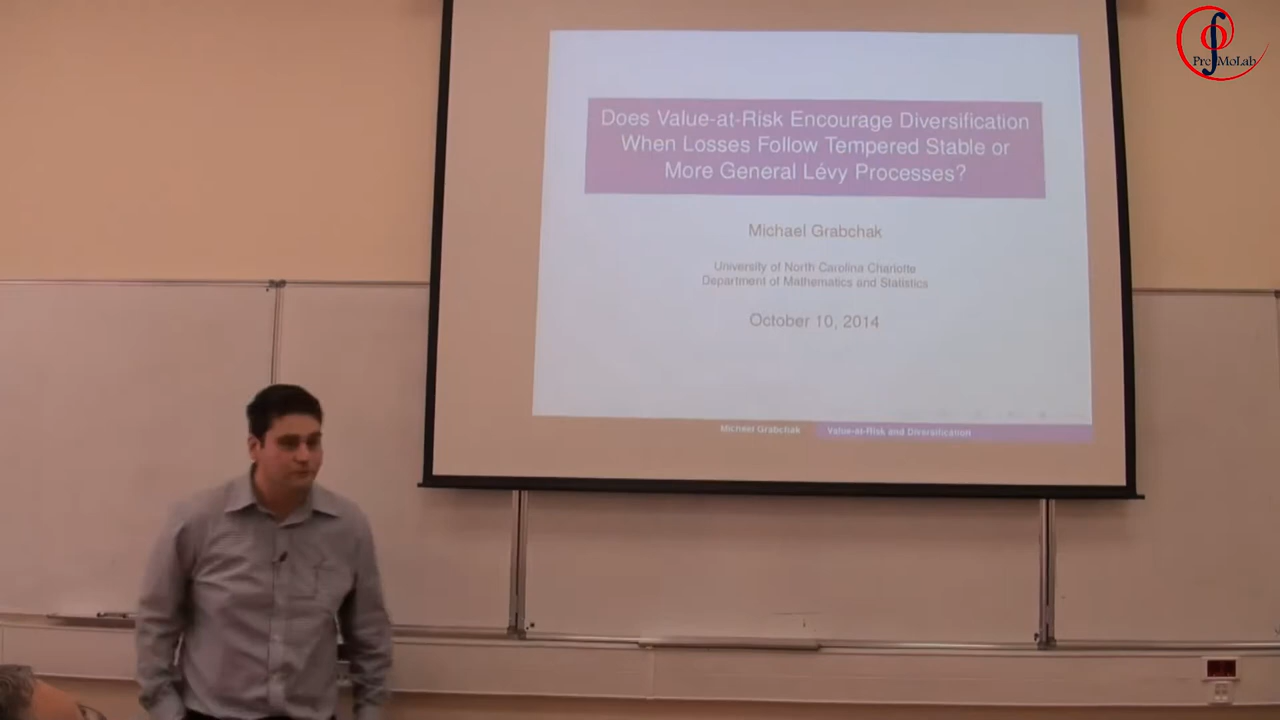 PreMoLab
Does Value-at-Risk Encourage Diversification
When Losses Follow Tempered Stable or
More General Lévy Processes?
Michael Grabchak
University of North Carolina Charlotte
Department of Mathematics and Statistics
October 10, 2014
Michael Grabchak
Value-at-Risk and Diversification